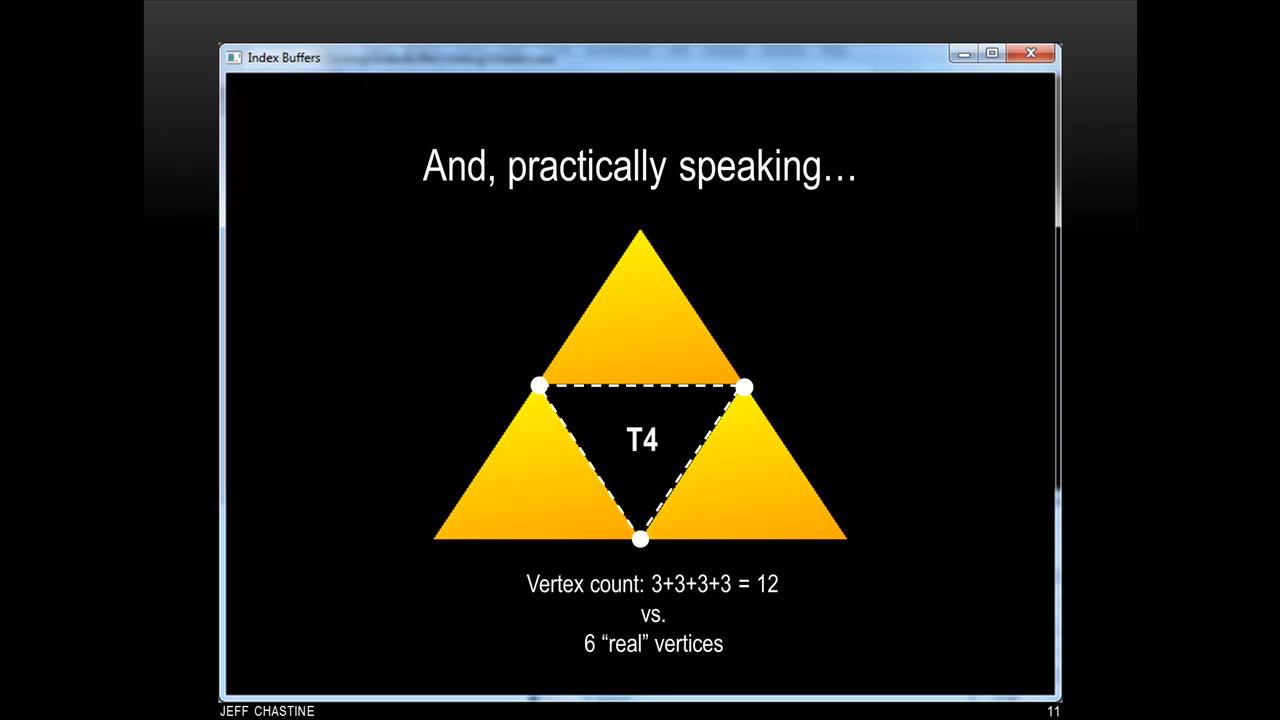 Index Buffers
And, practically speaking…
T4
Vertex count: 3+3+3+3 = 12
vs.
6 “real” vertices
JEFF CHASTINE
11